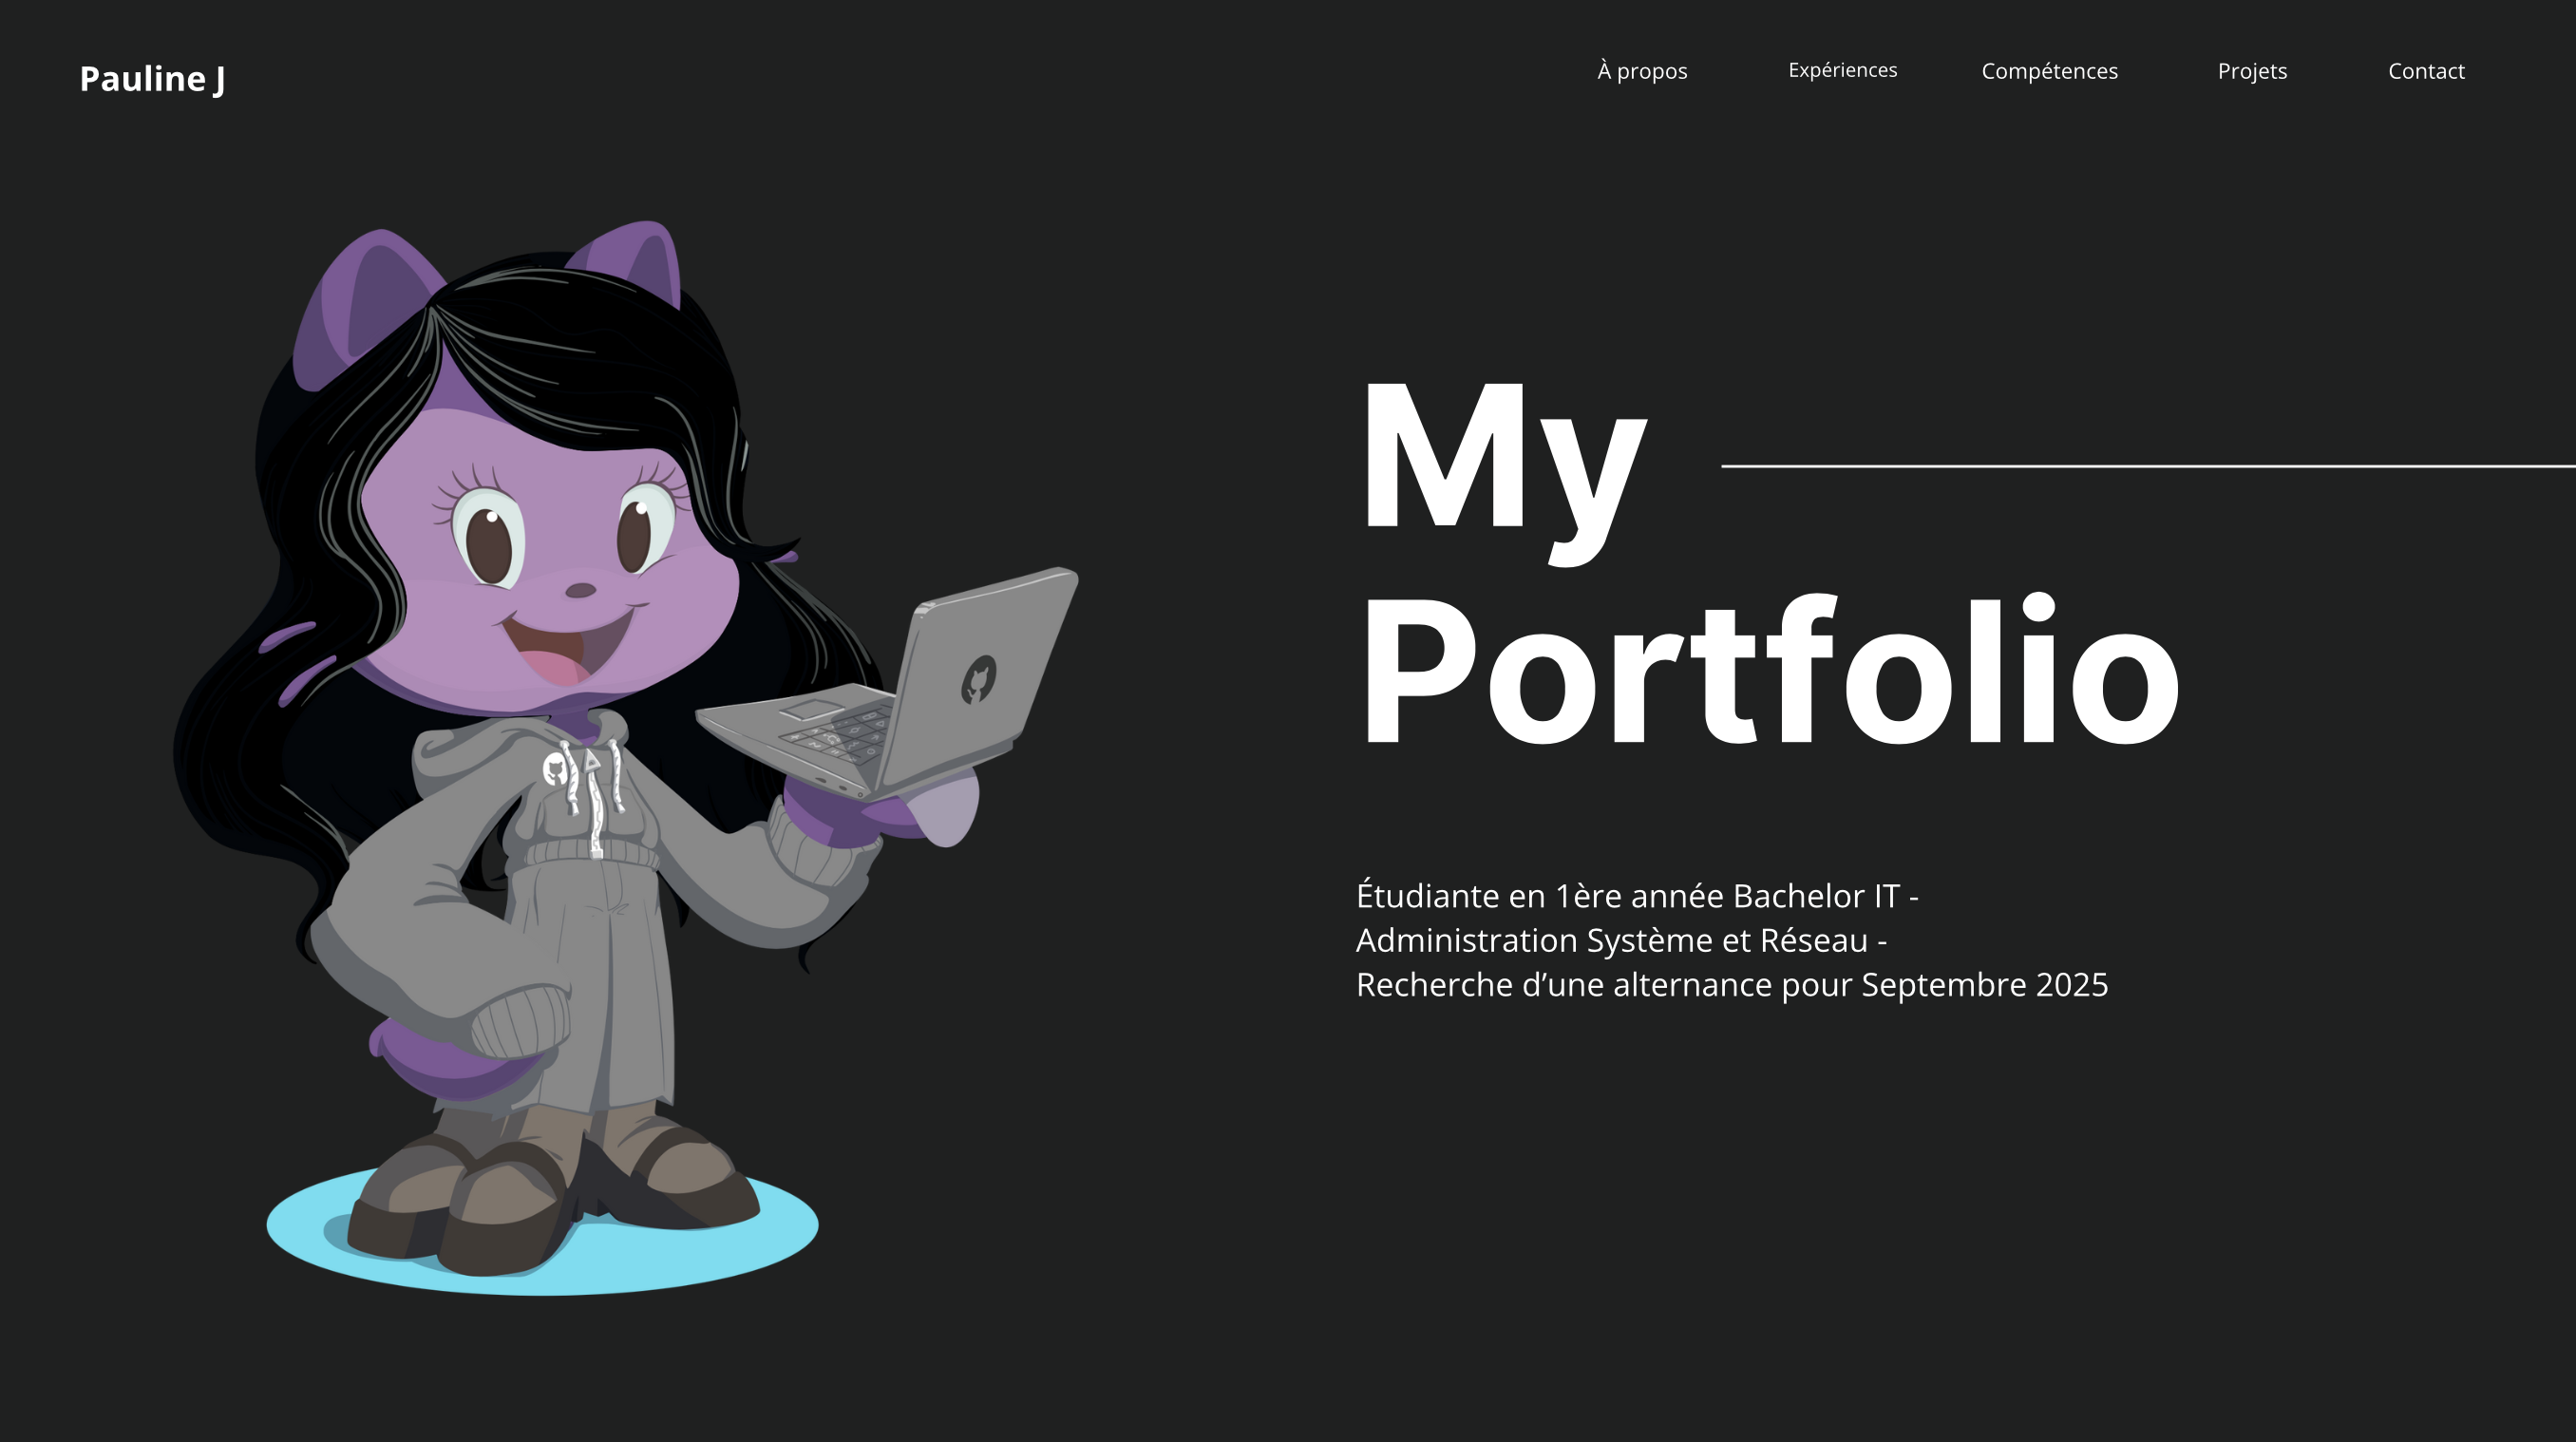 Pauline J
À propos
Expériences
Compétences
Projets
Contact
My
Portfolio
Étudiante en 1ère année Bachelor IT -
Administration Système et Réseau -
Recherche d’une alternance pour Septembre 2025